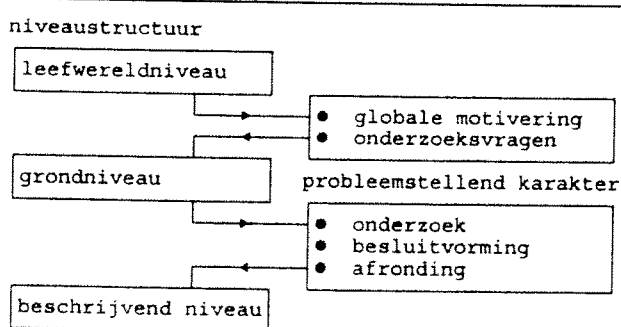 niveaustructuur
leefwereldniveau
• globale motivering
• onderzoeksvragen
grondniveau
probleemstellend karakter
• onderzoek
• besluitvorming
• afronding
beschrijvend niveau